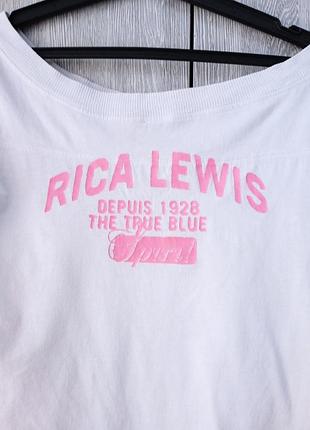 RICA LEWIS
DEPUIS 1928
THE TRUE BLUE
Spirit